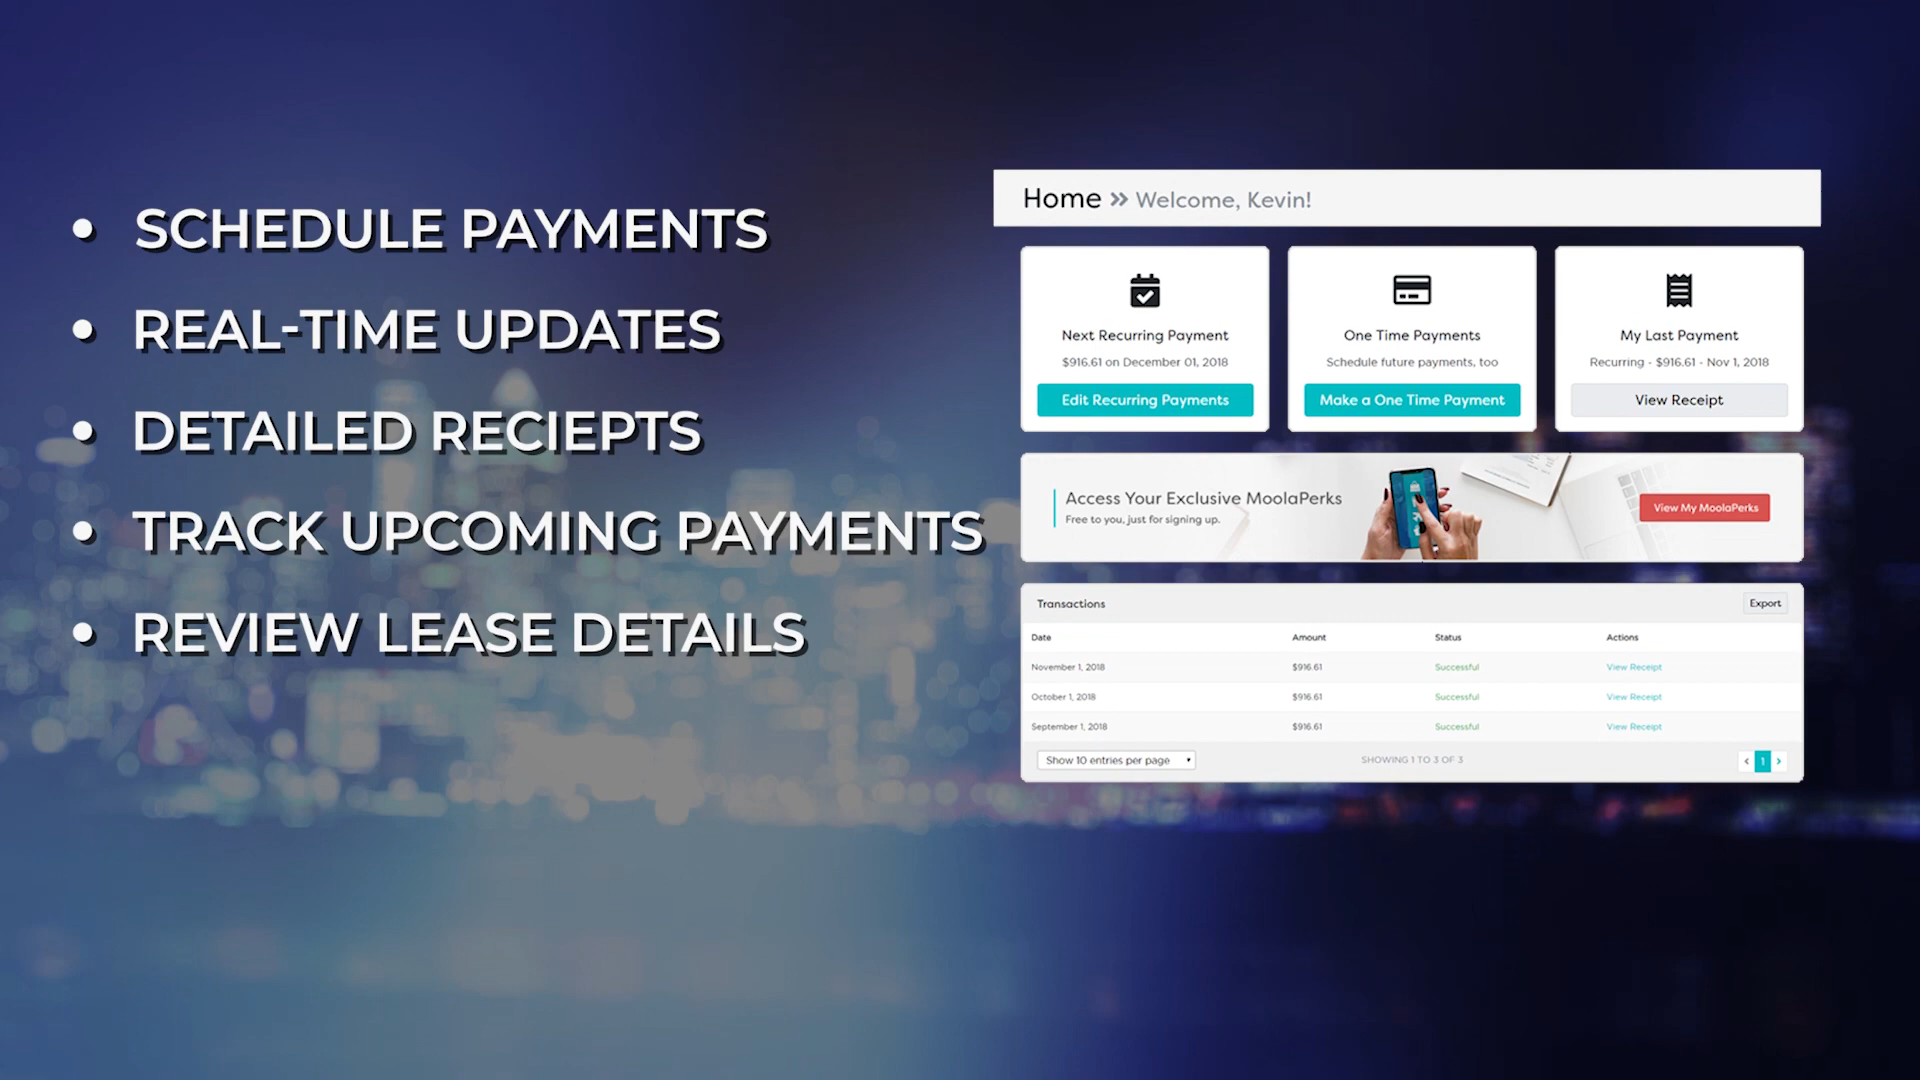 • SCHEDULE PAYMENTS
• REAL-TIME UPDATES
• DETAILED RECIEPTS
• TRACK UPCOMING PAYMENTS
• REVIEW LEASE DETAILS
Home » Welcome, Kevin!
Next Recurring Payment
$916.61 on December 01, 2018
Edit Recurring Payments
One Time Payments
Schedule future payments, too
Make a One Time Payment
My Last Payment
Recurring - $916.61 - Nov 1, 2018
View Receipt
Access Your Exclusive MoolaPerks
Free to you, just for signing up.
View My MoolaPerks
Transactions Export
Date Amount Status Actions
November 1, 2018 $916.61 Successful View Receipt
October 1, 2018 $916.61 Successful View Receipt
September 1, 2018 $916.61 Successful View Receipt
Show 10 entries per page SHOWING 1 TO 3 OF 3 ‹ 1 ›